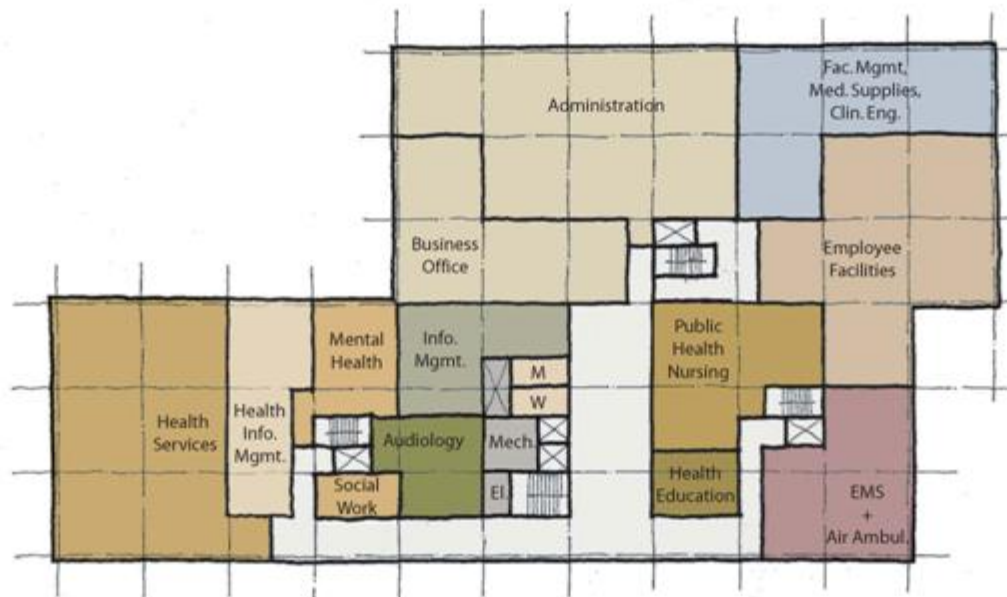 Administration
Fac. Mgmt,
Med. Supplies,
Clin. Eng.
Business
Office
Employee
Facilities
Mental
Health
Info.
Mgmt.
Public
Health
Nursing
M
W
Health
Services
Health
Info.
Mgmt.
Audiology
Mech.
Social
Work
El.
Health
Education
EMS
+
Air Ambul.